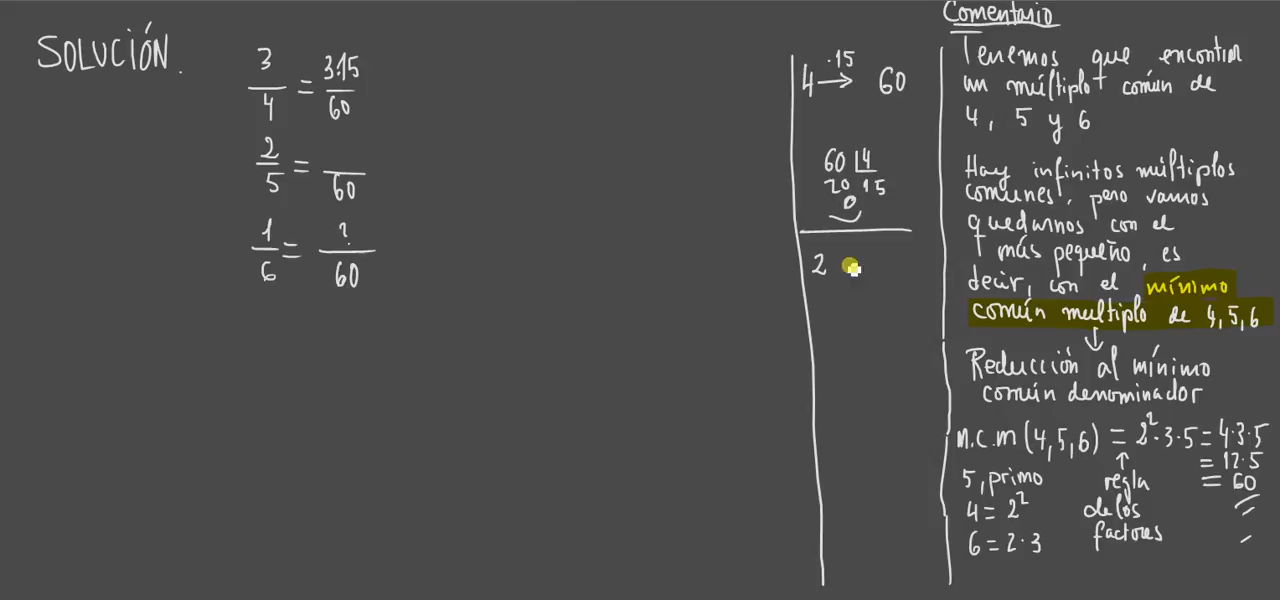 SOLUCIÓN.
3/4 = 3·15/60
2/5 = /60
1/6 = ?/60
·15
4 → 60
60 | 4
20 15
0
2
Comentario
Tenemos que encontrar
un múltiplo común de
4, 5 y 6
Hay infinitos múltiplos
comunes, pero vamos
quedarnos con el
más pequeño, es
decir, con el mínimo
común multiplo de 4, 5, 6
↓
Reducción al mínimo
común denominador
m.c.m (4, 5, 6) = 2²·3·5 = 4·3·5
= 12·5
= 60
5, primo
4 = 2²
6 = 2·3
↑
regla
de los
factores